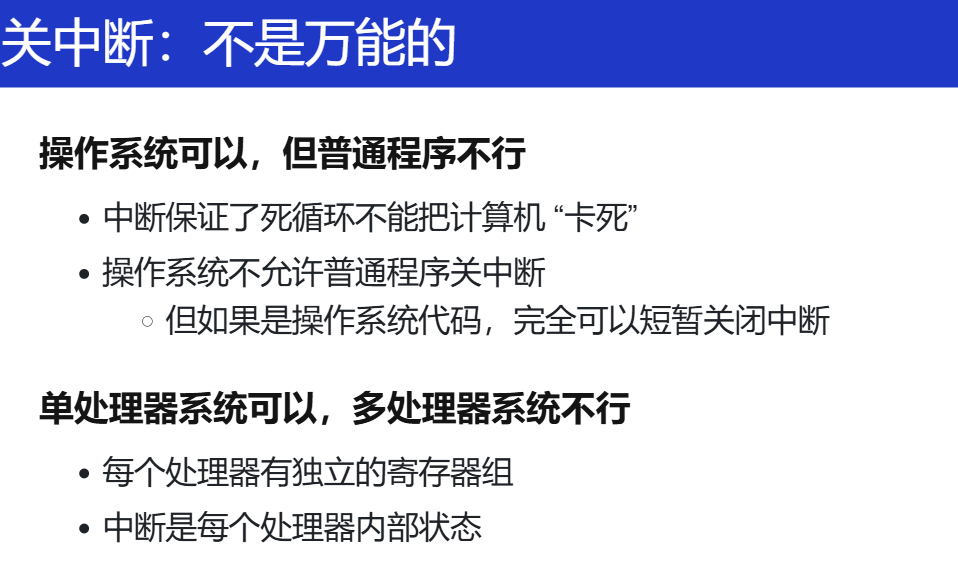 关中断：不是万能的
操作系统可以，但普通程序不行
• 中断保证了死循环不能把计算机 “卡死”
• 操作系统不允许普通程序关中断
○ 但如果是操作系统代码，完全可以短暂关闭中断
单处理器系统可以，多处理器系统不行
• 每个处理器有独立的寄存器组
• 中断是每个处理器内部状态